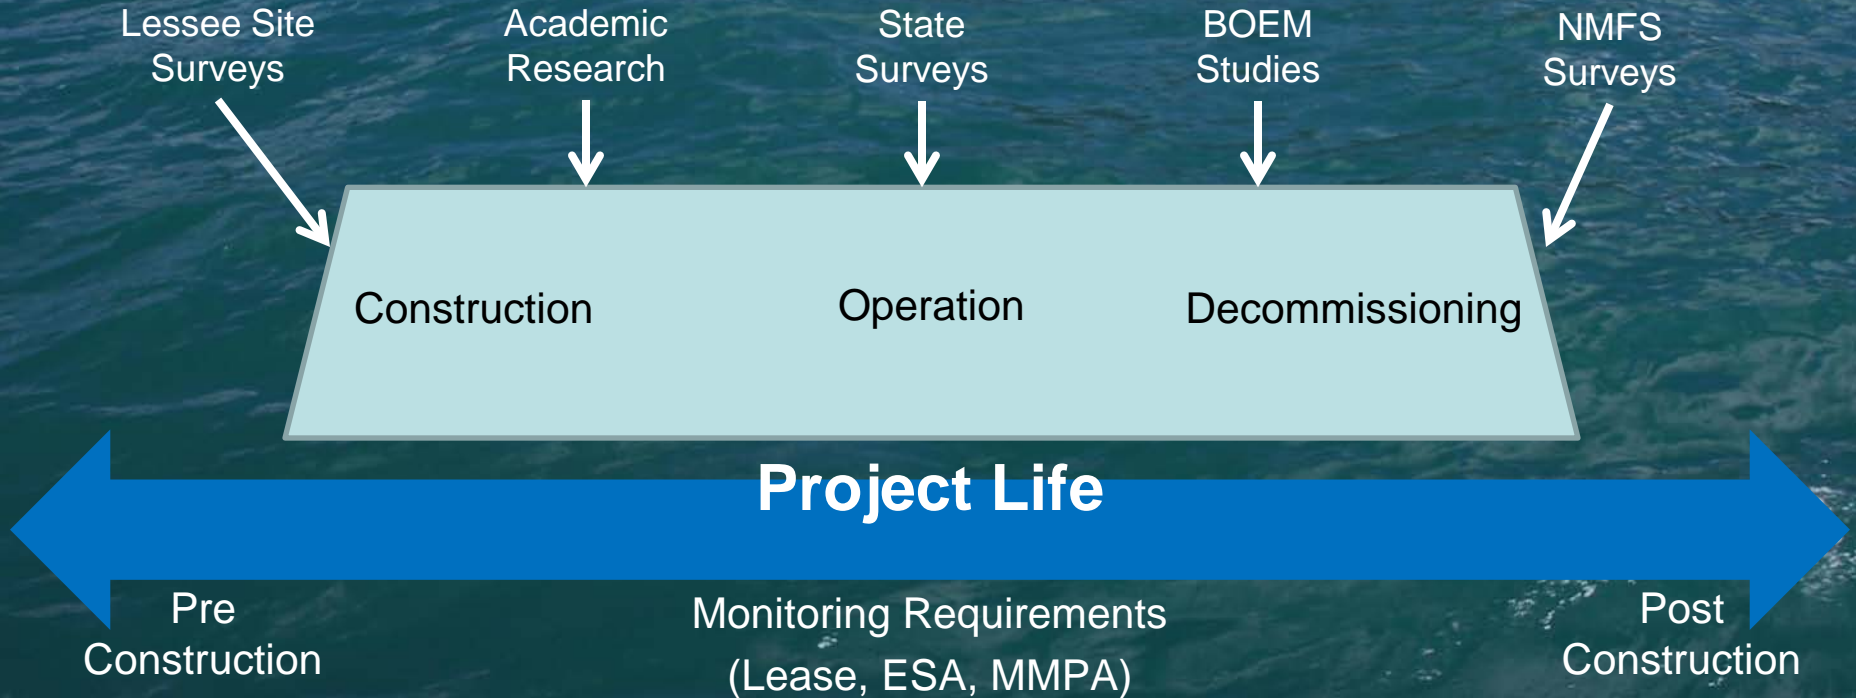 Lessee Site
Surveys
Academic
Research
State
Surveys
BOEM
Studies
NMFS
Surveys
Construction
Operation
Decommissioning
Project Life
Pre
Construction
Monitoring Requirements
(Lease, ESA, MMPA)
Post
Construction